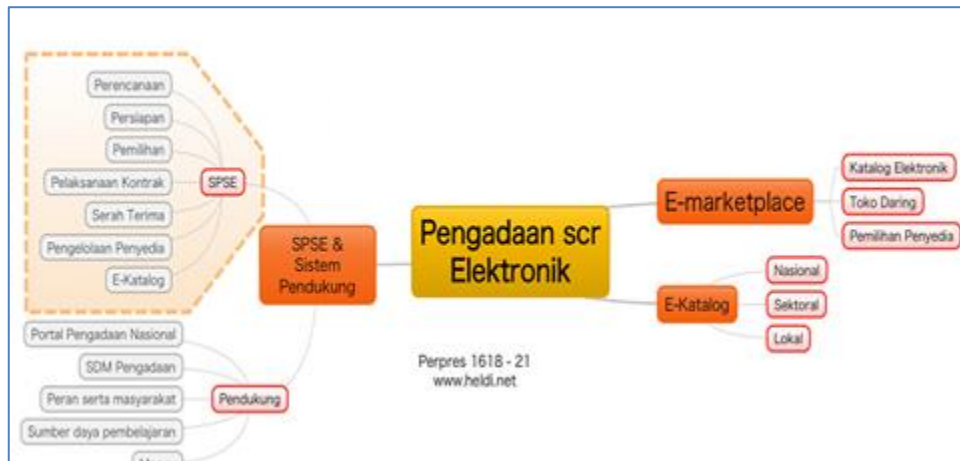 Perencanaan
Persiapan
Pemilihan
Pelaksanaan Kontrak
Serah Terima
Pengelolaan Penyedia
E-Katalog
SPSE
SPSE &
Sistem
Pendukung
Portal Pengadaan Nasional
SDM Pengadaan
Peran serta masyarakat
Sumber daya pembelajaran
Pendukung
Pengadaan scr
Elektronik
Perpres 1618 - 21
www.heldi.net
E-marketplace
Katalog Elektronik
Toko Daring
Pemilihan Penyedia
E-Katalog
Nasional
Sektoral
Lokal